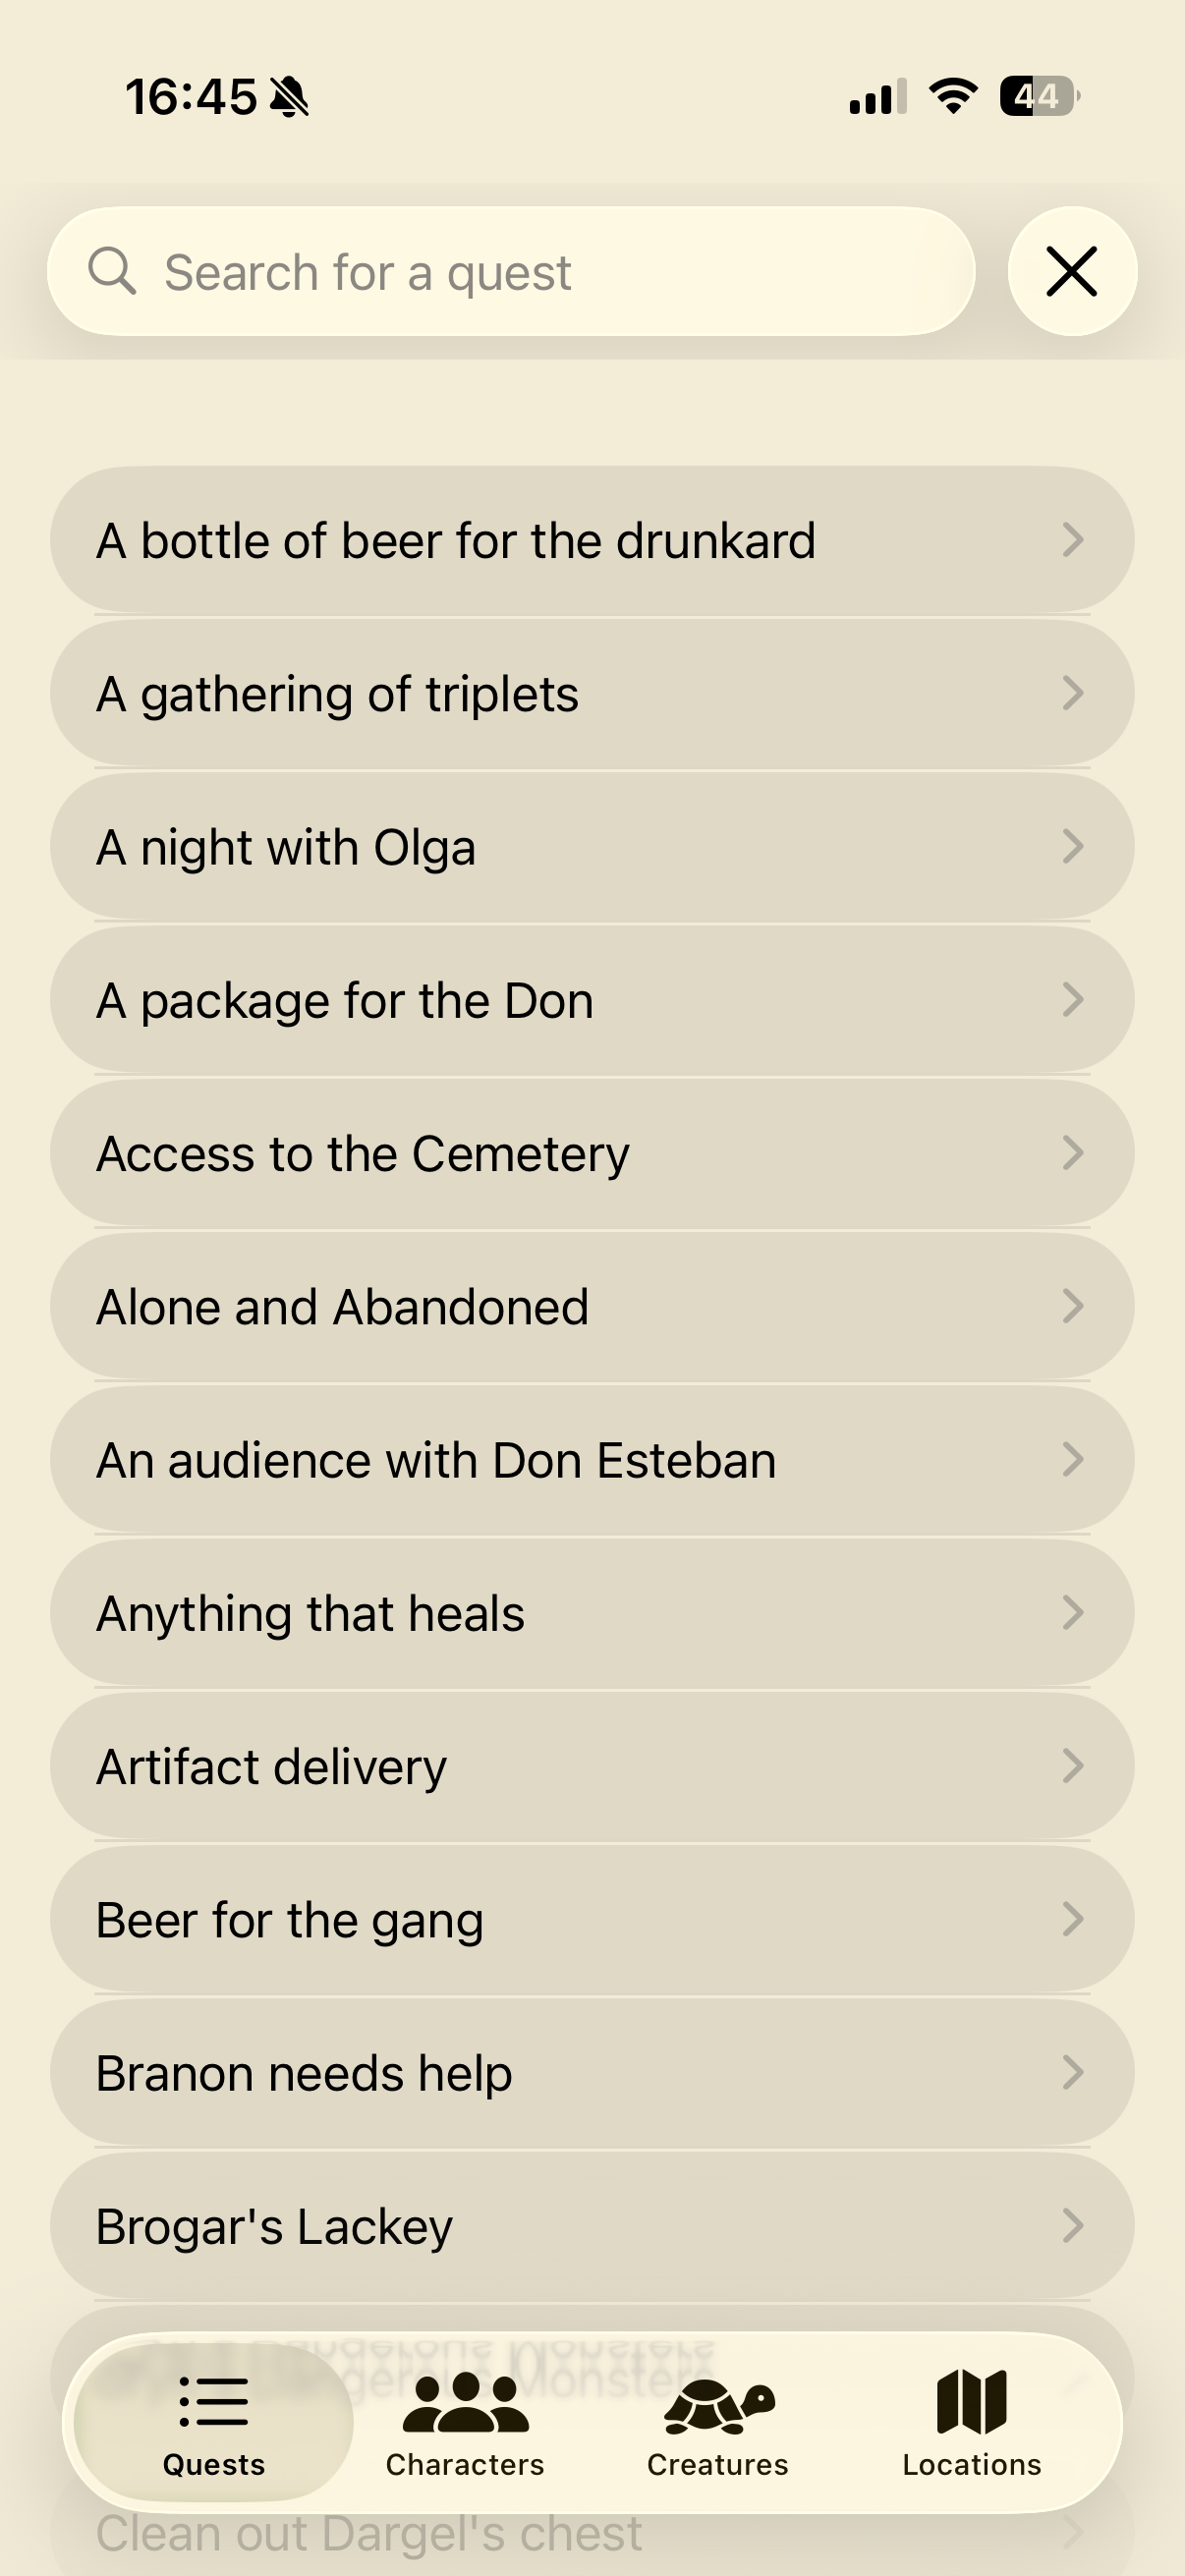 16:45
44
Search for a quest
A bottle of beer for the drunkard
A gathering of triplets
A night with Olga
A package for the Don
Access to the Cemetery
Alone and Abandoned
An audience with Don Esteban
Anything that heals
Artifact delivery
Beer for the gang
Branon needs help
Brogar's Lackey
Dangerous Monsters
Quests
Characters
Creatures
Locations
Clean out Dargel's chest